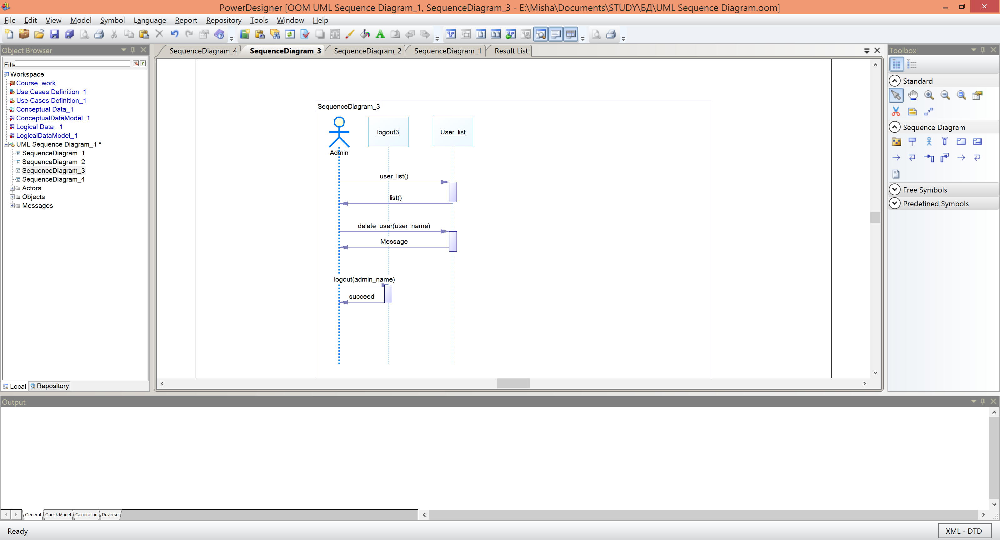 PowerDesigner [OOM UML Sequence Diagram_1, SequenceDiagram_3 - E:\Misha\Documents\STUDY\БД\UML Sequence Diagram.oom]
File Edit View Model Symbol Language Report Repository Tools Window Help
Object Browser
SequenceDiagram_4 SequenceDiagram_3 SequenceDiagram_2 SequenceDiagram_1 Result List
Toolbox
Filte
Workspace
Course_work
Use Cases Definition_1
Use Cases Definition_1
Conceptual Data_1
ConceptualDataModel_1
Logical Data _1
LogicalDataModel_1
UML Sequence Diagram_1 *
SequenceDiagram_1
SequenceDiagram_2
SequenceDiagram_3
SequenceDiagram_4
Actors
Objects
Messages
Local Repository
SequenceDiagram_3
logout3 User_list
Admin
user_list()
list()
delete_user(user_name)
Message
logout(admin_name)
succeed
Standard
Sequence Diagram
Free Symbols
Predefined Symbols
Output
General Check Model Generation Reverse
Ready
XML - DTD